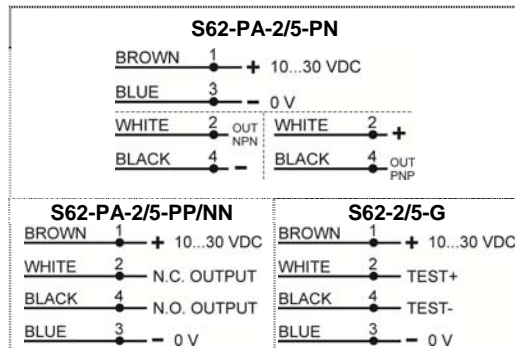 S62-PA-2/5-PN
BROWN 1 + 10...30 VDC
BLUE 3 - 0 V
WHITE 2 OUT NPN
BLACK 4 -
WHITE 2 +
BLACK 4 OUT PNP
S62-PA-2/5-PP/NN
BROWN 1 + 10...30 VDC
WHITE 2 N.C. OUTPUT
BLACK 4 N.O. OUTPUT
BLUE 3 - 0 V
S62-2/5-G
BROWN 1 + 10...30 VDC
WHITE 2 TEST+
BLACK 4 TEST-
BLUE 3 - 0 V